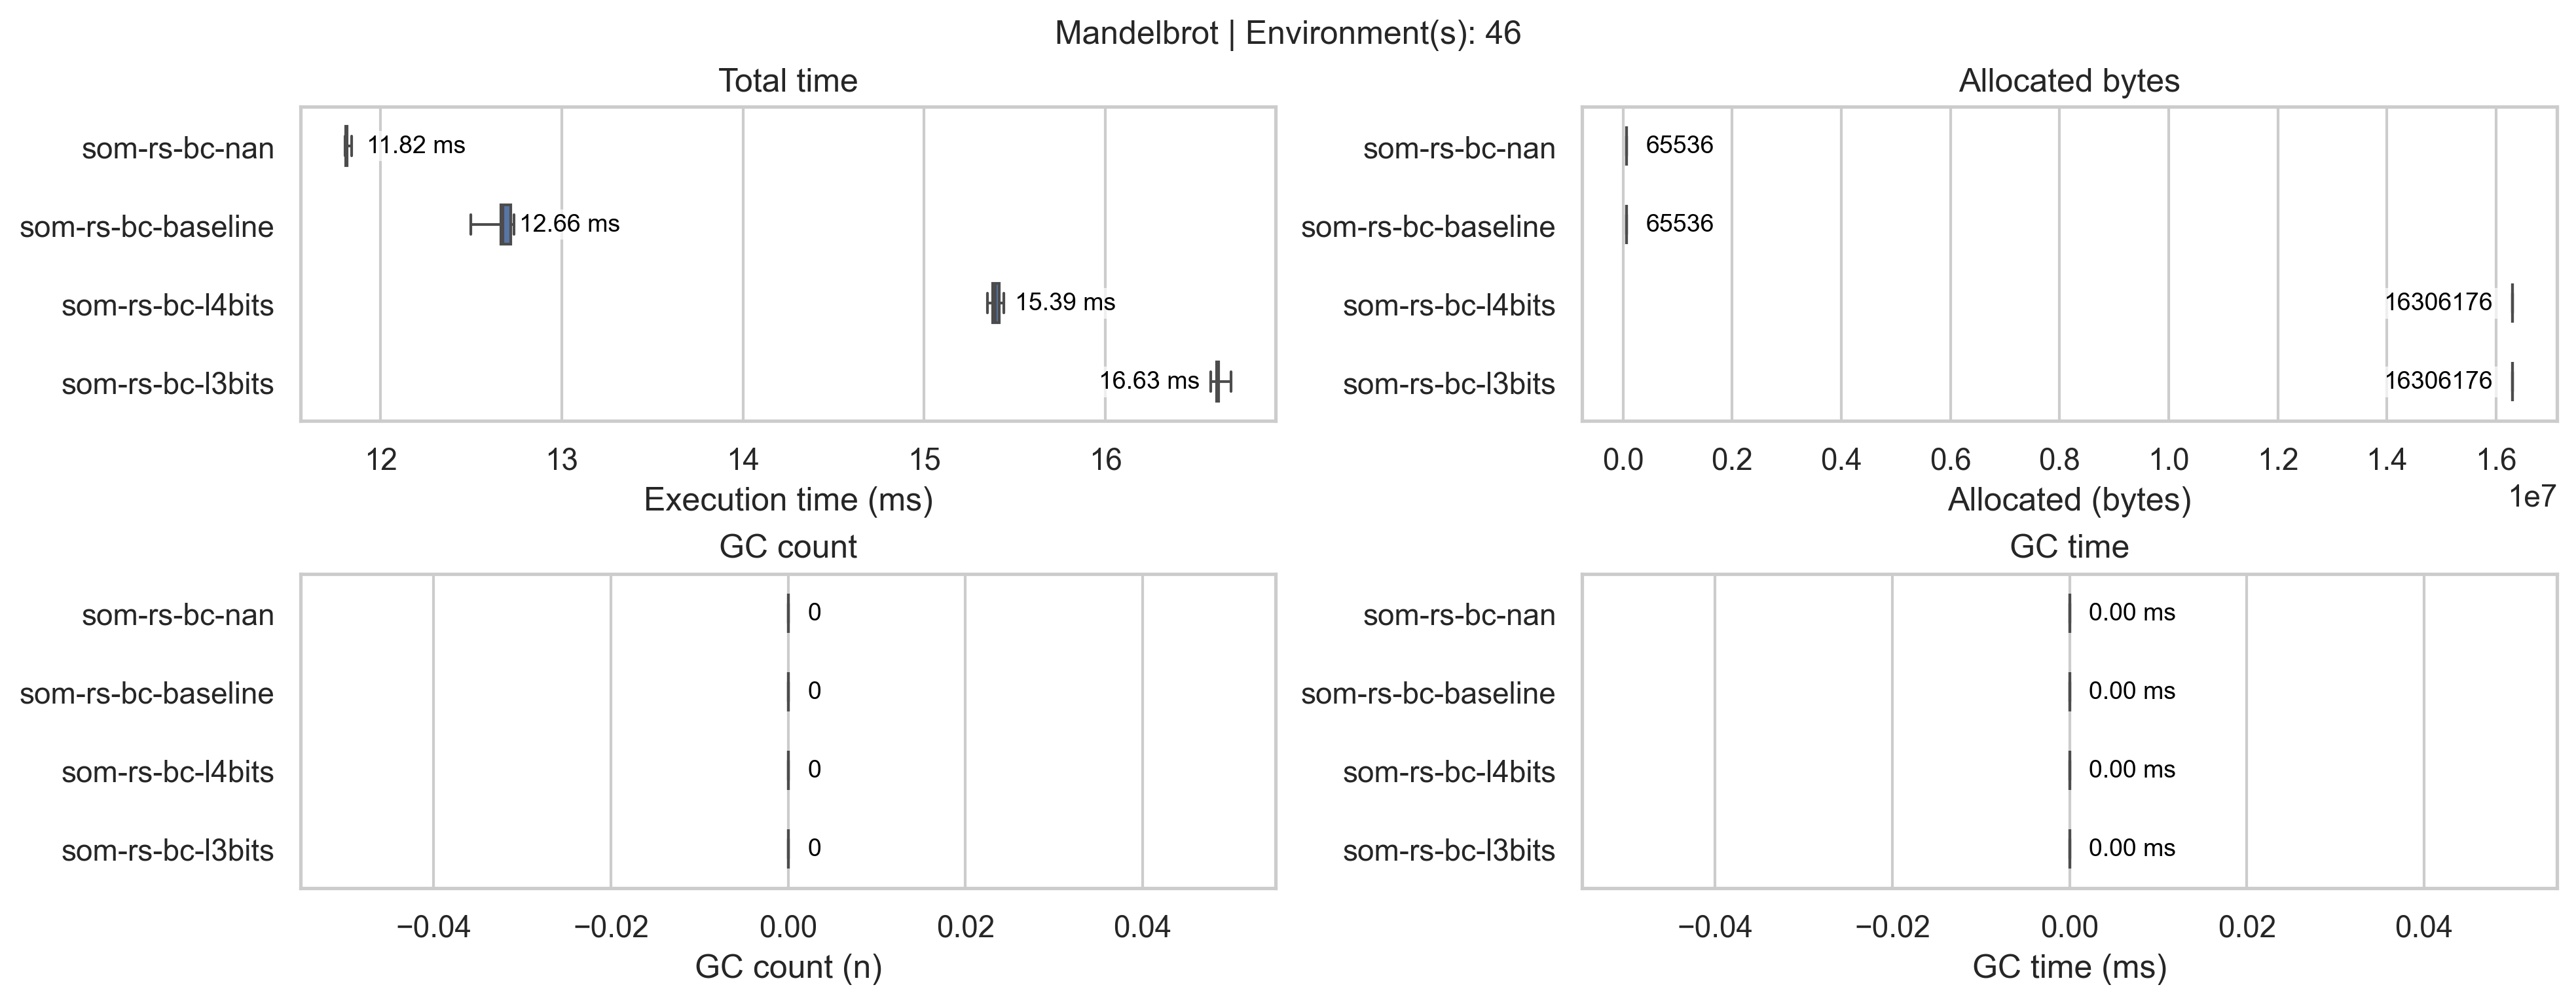 Mandelbrot | Environment(s): 46
Total time
som-rs-bc-nan
11.82 ms
som-rs-bc-baseline
12.66 ms
som-rs-bc-l4bits
15.39 ms
som-rs-bc-l3bits
16.63 ms
12 13 14 15 16
Execution time (ms)
Allocated bytes
som-rs-bc-nan
65536
som-rs-bc-baseline
65536
som-rs-bc-l4bits
16306176
som-rs-bc-l3bits
16306176
0.0 0.2 0.4 0.6 0.8 1.0 1.2 1.4 1.6
1e7
Allocated (bytes)
GC count
som-rs-bc-nan
0
som-rs-bc-baseline
0
som-rs-bc-l4bits
0
som-rs-bc-l3bits
0
−0.04 −0.02 0.00 0.02 0.04
GC count (n)
GC time
som-rs-bc-nan
0.00 ms
som-rs-bc-baseline
0.00 ms
som-rs-bc-l4bits
0.00 ms
som-rs-bc-l3bits
0.00 ms
−0.04 −0.02 0.00 0.02 0.04
GC time (ms)